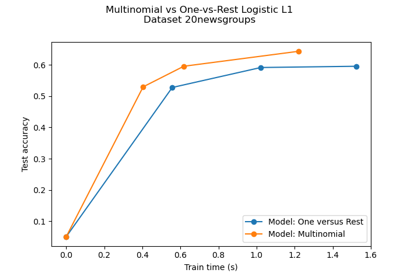 Multinomial vs One-vs-Rest Logistic L1
Dataset 20newsgroups
0.6
0.5
0.4
0.3
0.2
0.1
Test accuracy
Model: One versus Rest
Model: Multinomial
0.0 0.2 0.4 0.6 0.8 1.0 1.2 1.4 1.6
Train time (s)